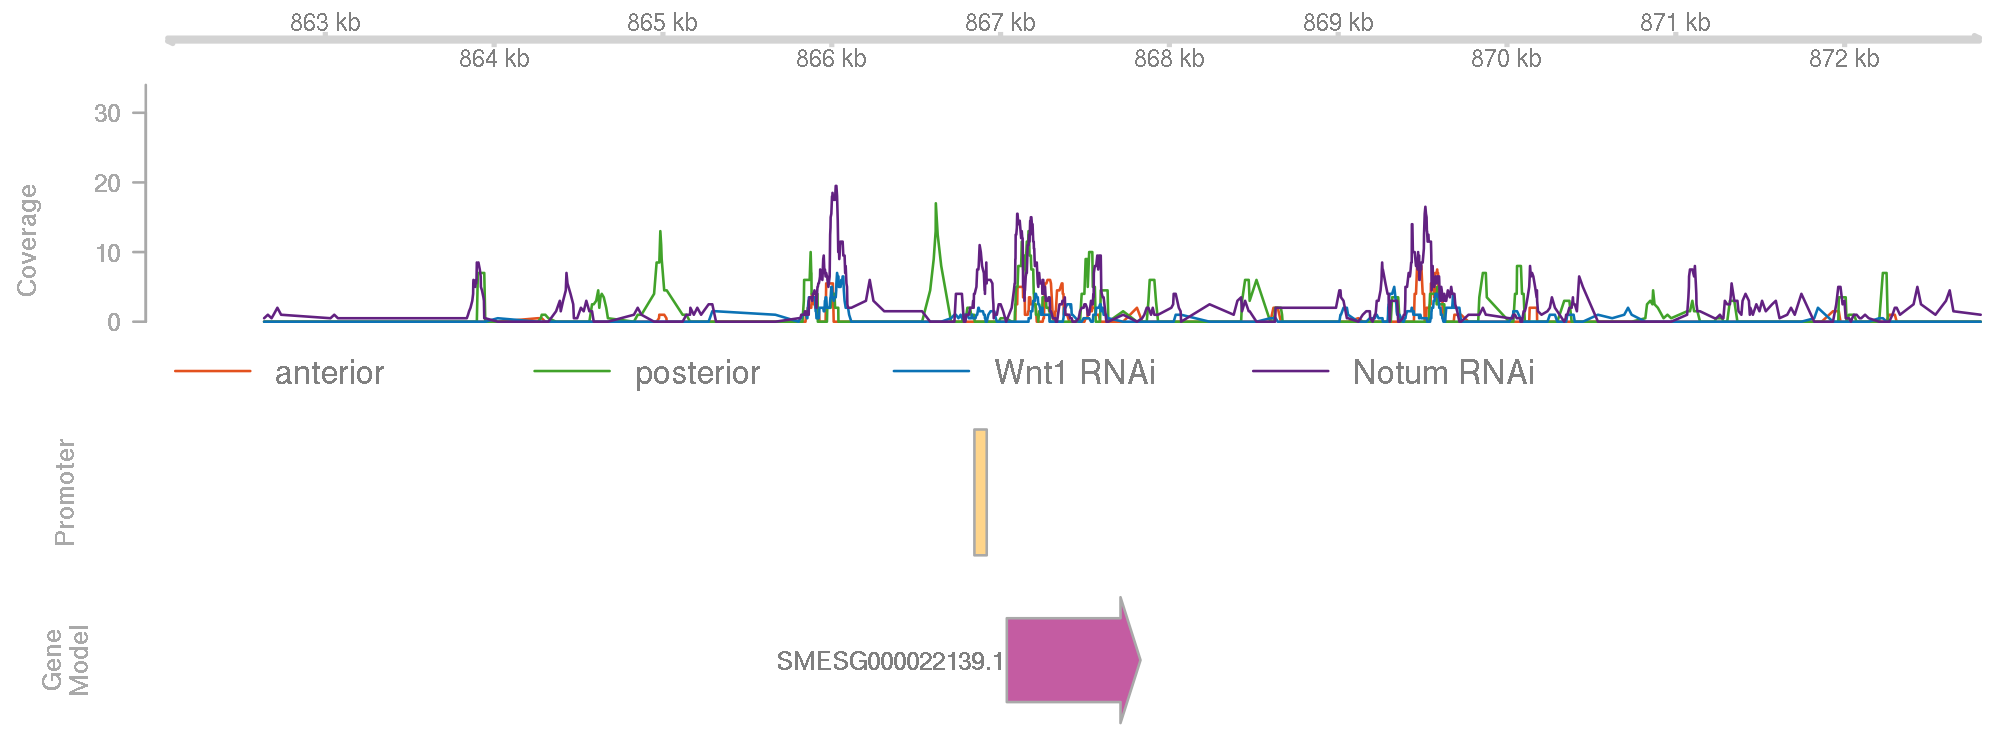 863 kb 865 kb 867 kb 869 kb 871 kb
864 kb 866 kb 868 kb 870 kb 872 kb
30
20
10
0
Coverage
anterior posterior Wnt1 RNAi Notum RNAi
Promoter
Gene
Model
SMESG000022139.1